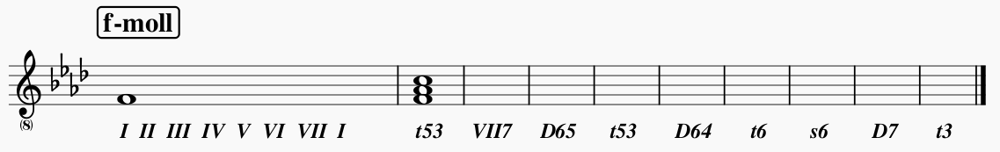 f-moll
(8)
I II III IV V VI VII I t53 VII7 D65 t53 D64 t6 s6 D7 t3